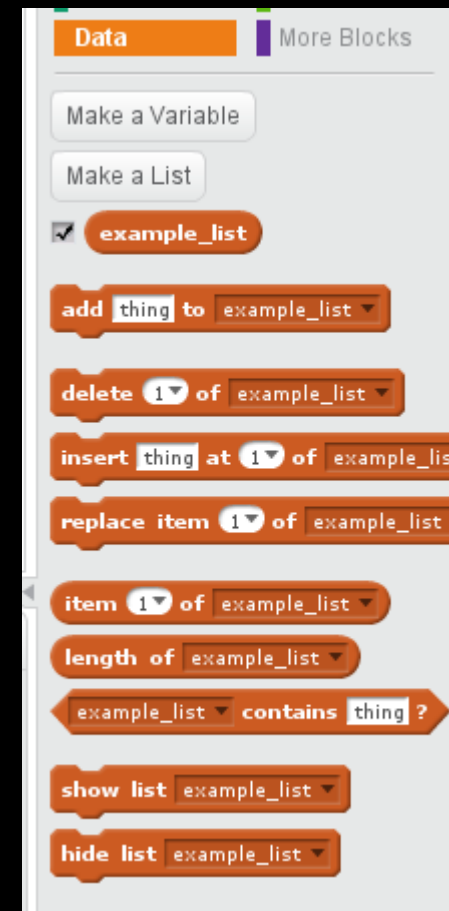 Data More Blocks
Make a Variable
Make a List
example_list
add thing to example_list
delete 1 of example_list
insert thing at 1 of example_lis
replace item 1 of example_list
item 1 of example_list
length of example_list
example_list contains thing ?
show list example_list
hide list example_list